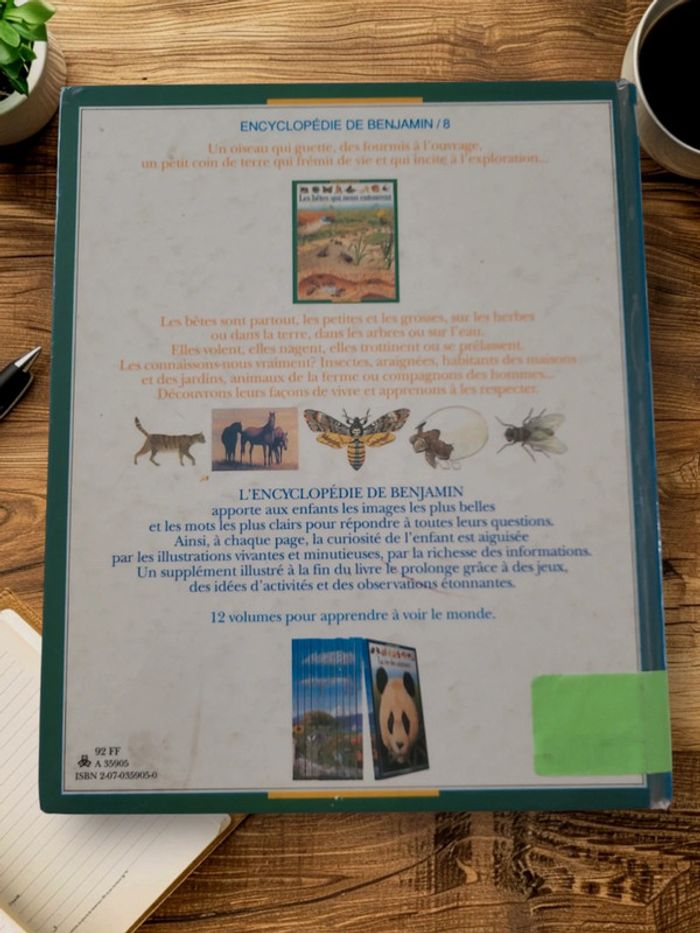 ENCYCLOPÉDIE DE BENJAMIN / 8
Un oiseau qui guette, des fourmis à l'ouvrage,
un petit coin de terre qui frémit de vie et qui incite à l'exploration...
Les bêtes qui nous entourent
Les bêtes sont partout, les petites et les grosses, sur les herbes
ou dans la terre, dans les arbres ou sur l'eau.
Elles volent, elles nagent, elles trottinent ou se prélassent.
Les connaissons-nous vraiment? Insectes, araignées, habitants des maisons
et des jardins, animaux de la ferme ou compagnons des hommes...
Découvrons leurs façons de vivre et apprenons à les respecter.
L'ENCYCLOPÉDIE DE BENJAMIN
apporte aux enfants les images les plus belles
et les mots les plus clairs pour répondre à toutes leurs questions.
Ainsi, à chaque page, la curiosité de l'enfant est aiguisée
par les illustrations vivantes et minutieuses, par la richesse des informations.
Un supplément illustré à la fin du livre le prolonge grâce à des jeux,
des idées d'activités et des observations étonnantes.
12 volumes pour apprendre à voir le monde.
92 FF
A 35905
ISBN 2-07-035905-0